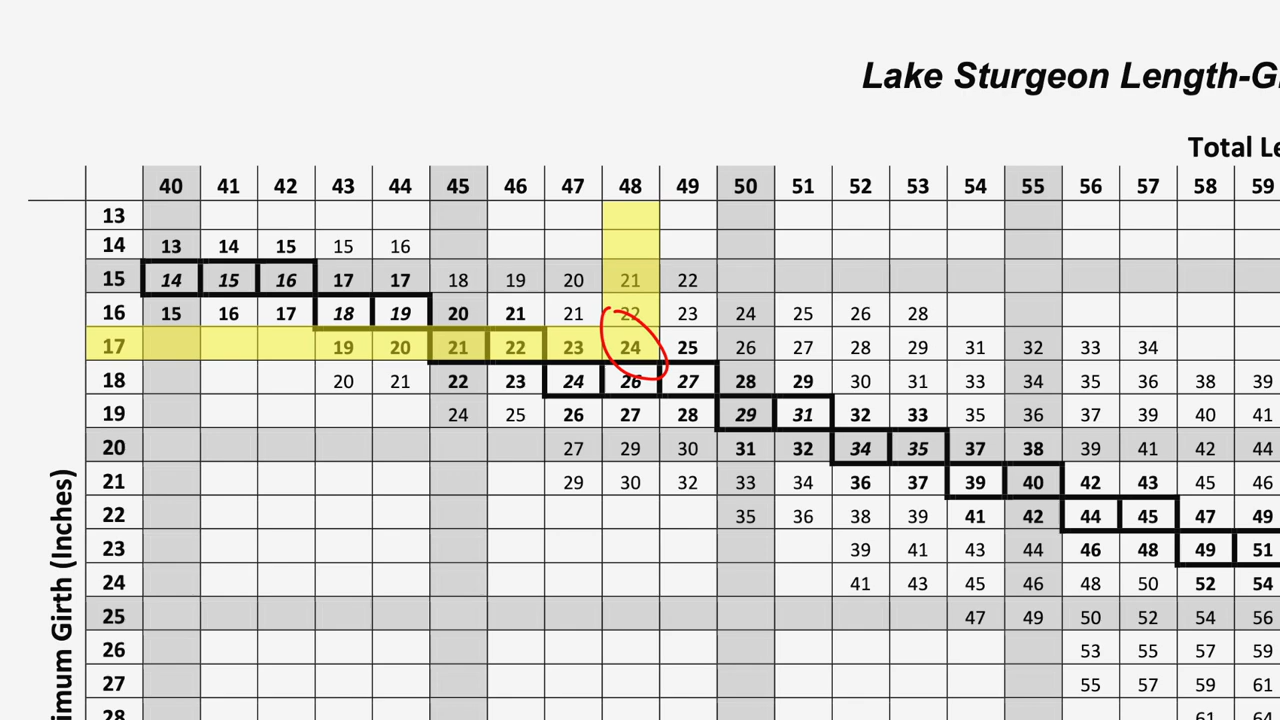 Lake Sturgeon Length-G
Total Le
40 41 42 43 44 45 46 47 48 49 50 51 52 53 54 55 56 57 58 59
13
14 13 14 15 15 16
15 14 15 16 17 17 18 19 20 21 22
16 15 16 17 18 19 20 21 21 22 23 24 25 26 28
17 19 20 21 22 23 24 25 26 27 28 29 31 32 33 34
18 20 21 22 23 24 26 27 28 29 30 31 33 34 35 36 38 39
19 24 25 26 27 28 29 31 32 33 35 36 37 39 40 41
20 27 29 30 31 32 34 35 37 38 39 41 42 44
21 29 30 32 33 34 36 37 39 40 42 43 45 46
22 35 36 38 39 41 42 44 45 47 49
23 39 41 43 44 46 48 49 51
24 41 43 45 46 48 50 52 54
25 47 49 50 52 54 56
26 53 55 57 59
27 55 57 59 61
28 61 64
imum Girth (Inches)